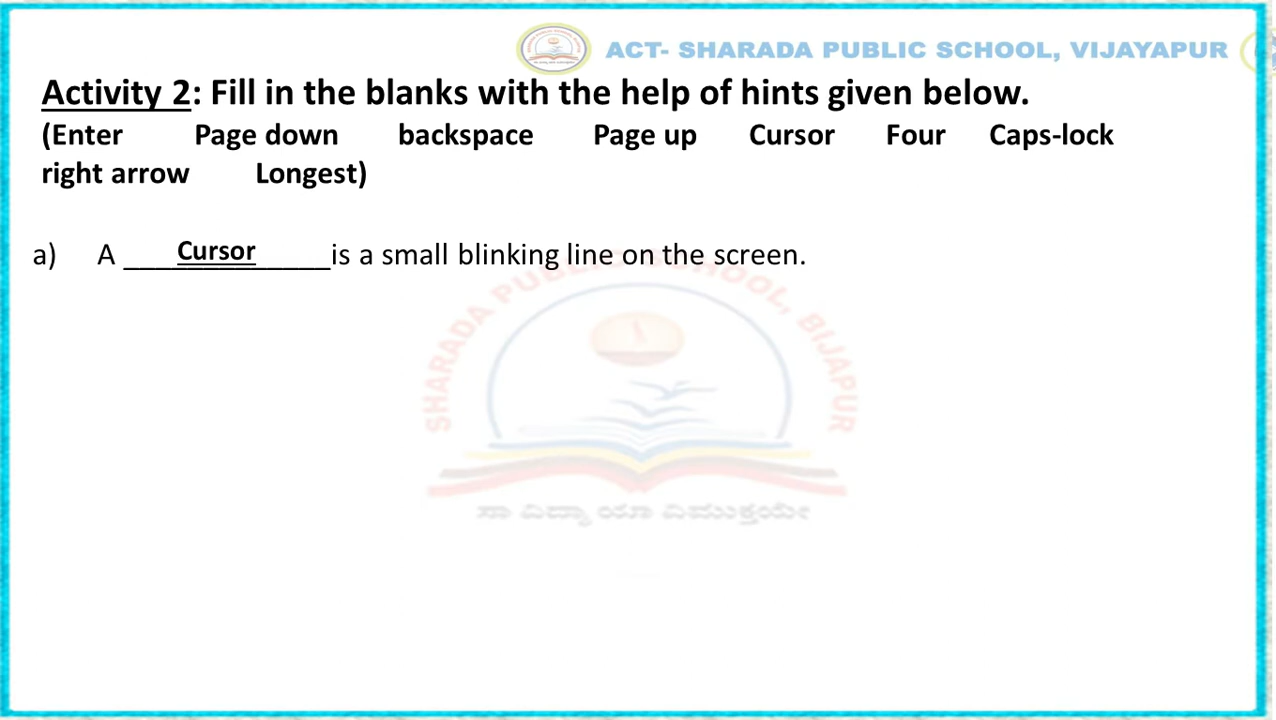 ACT- SHARADA PUBLIC SCHOOL, VIJAYAPUR
Activity 2: Fill in the blanks with the help of hints given below.
(Enter Page down backspace Page up Cursor Four Caps-lock
right arrow Longest)
a) A ____Cursor____is a small blinking line on the screen.
SHARADA PUBLIC SCHOOL, BIJAPUR
ಸಾ ವಿದ್ಯಾ ಯಾ ವಿಮುಕ್ತಯೇ